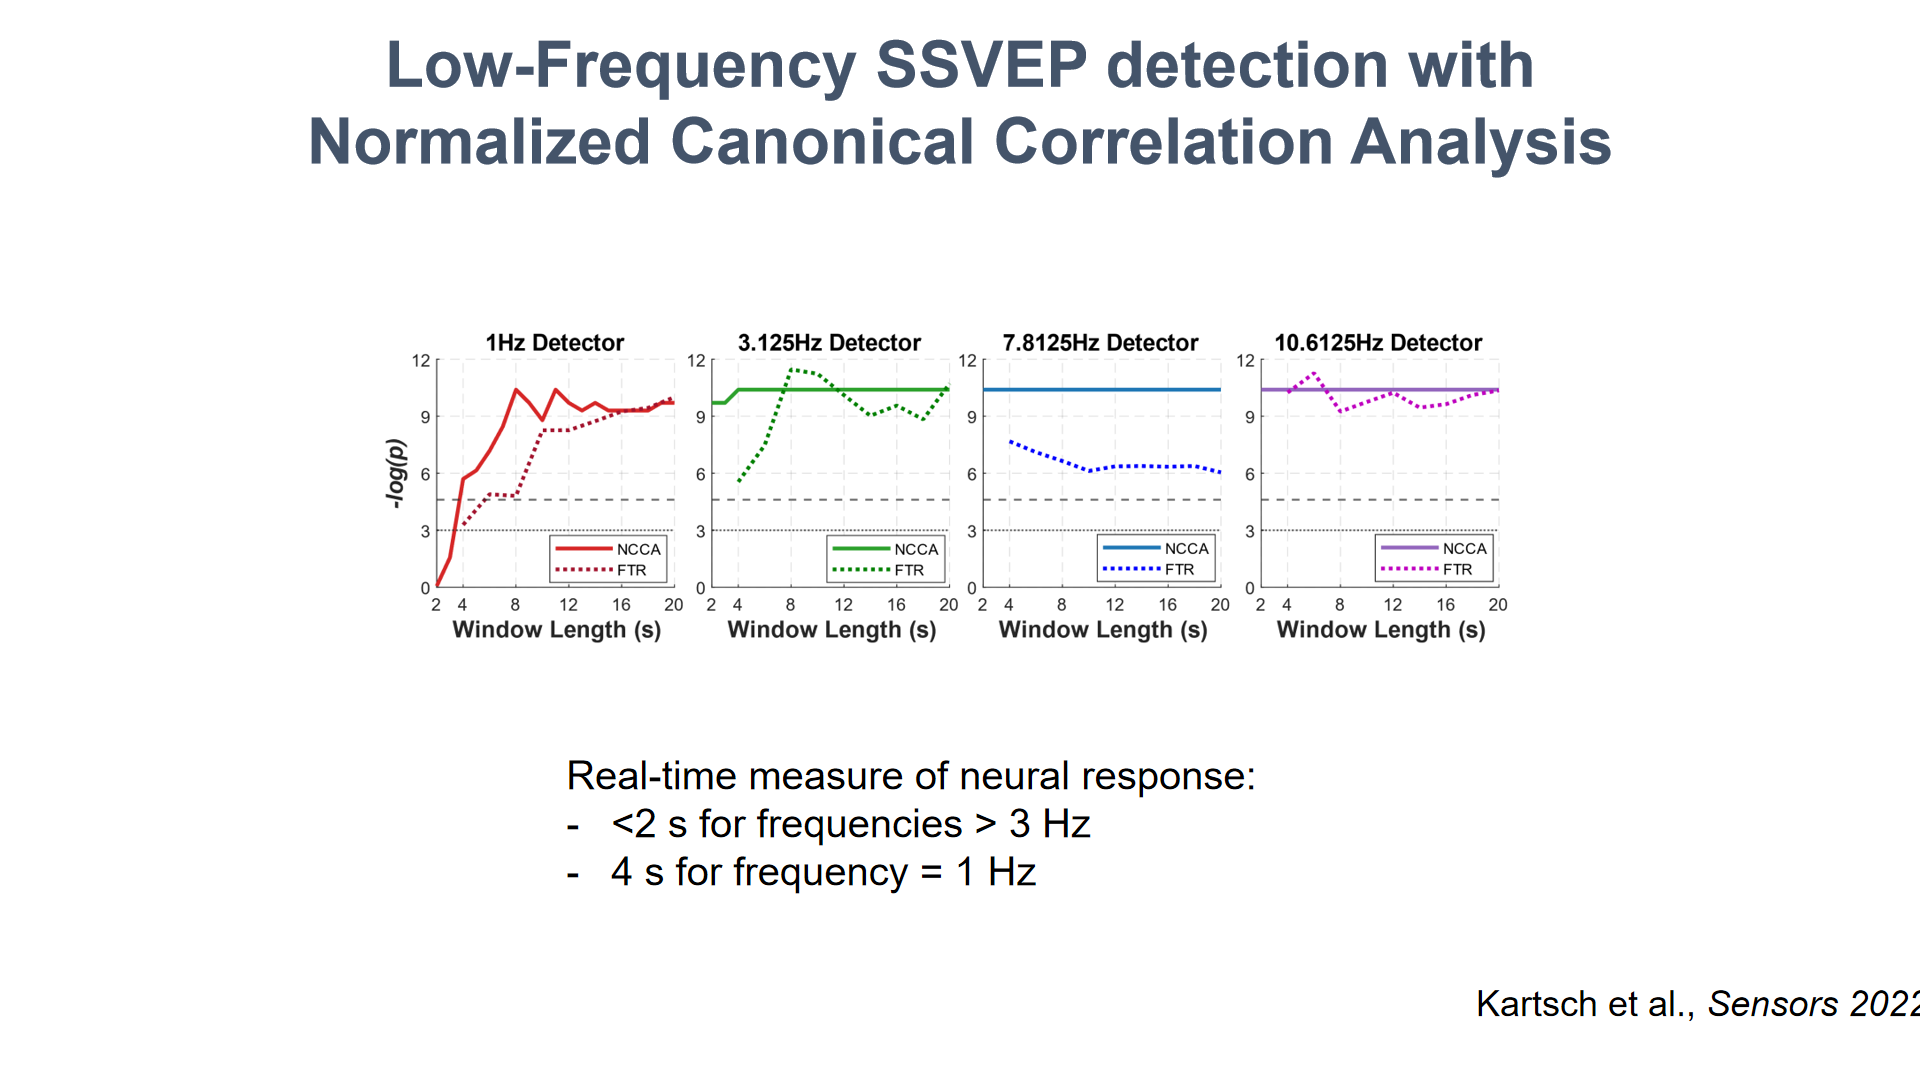 Low-Frequency SSVEP detection with
Normalized Canonical Correlation Analysis
1Hz Detector
12
9
6
3
0
-log(p)
NCCA
FTR
2 4 8 12 16 20
Window Length (s)
3.125Hz Detector
12
9
6
3
0
NCCA
FTR
2 4 8 12 16 20
Window Length (s)
7.8125Hz Detector
12
9
6
3
0
NCCA
FTR
2 4 8 12 16 20
Window Length (s)
10.6125Hz Detector
12
9
6
3
0
NCCA
FTR
2 4 8 12 16 20
Window Length (s)
Real-time measure of neural response:
- <2 s for frequencies > 3 Hz
- 4 s for frequency = 1 Hz
Kartsch et al., Sensors 2022